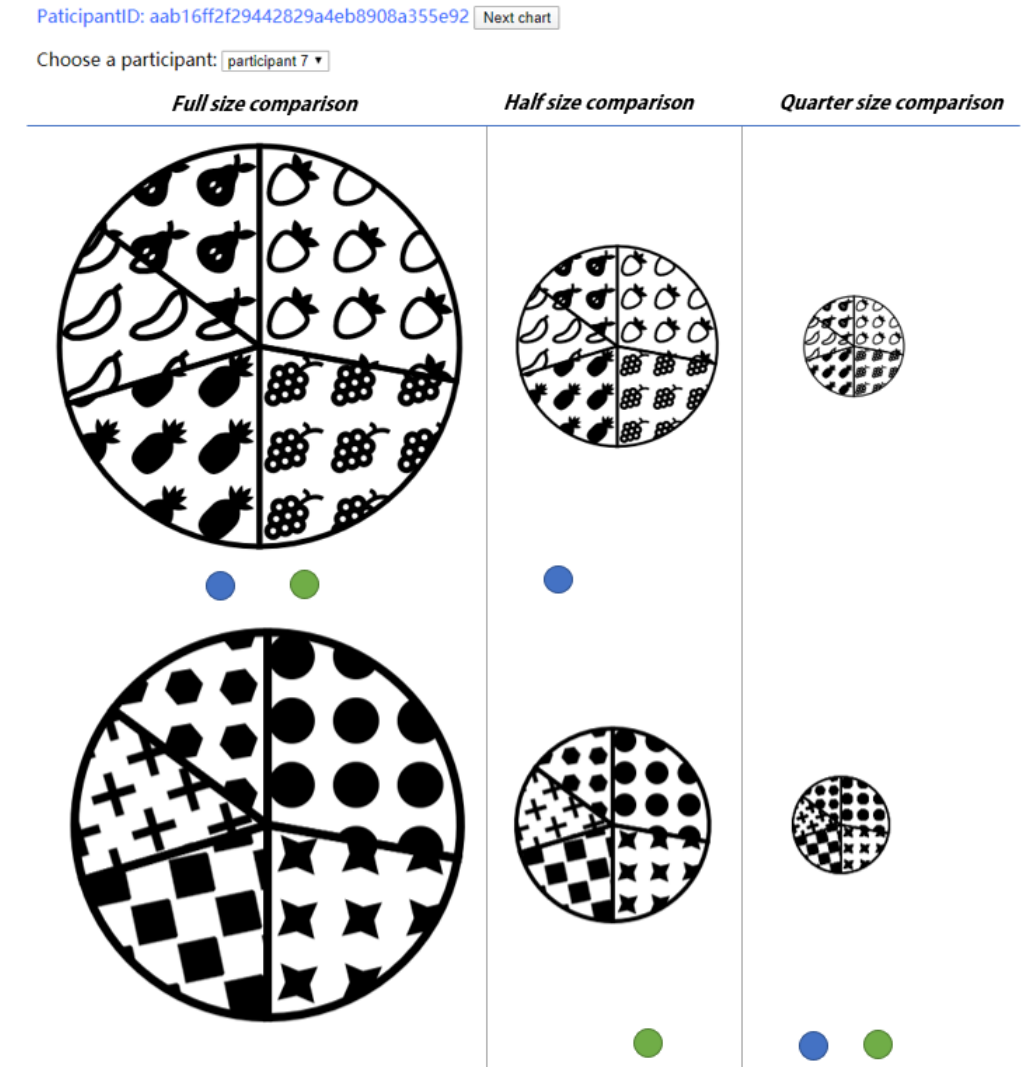 PaticipantID: aab16ff2f29442829a4eb8908a355e92 Next chart
Choose a participant: participant 7
Full size comparison Half size comparison Quarter size comparison